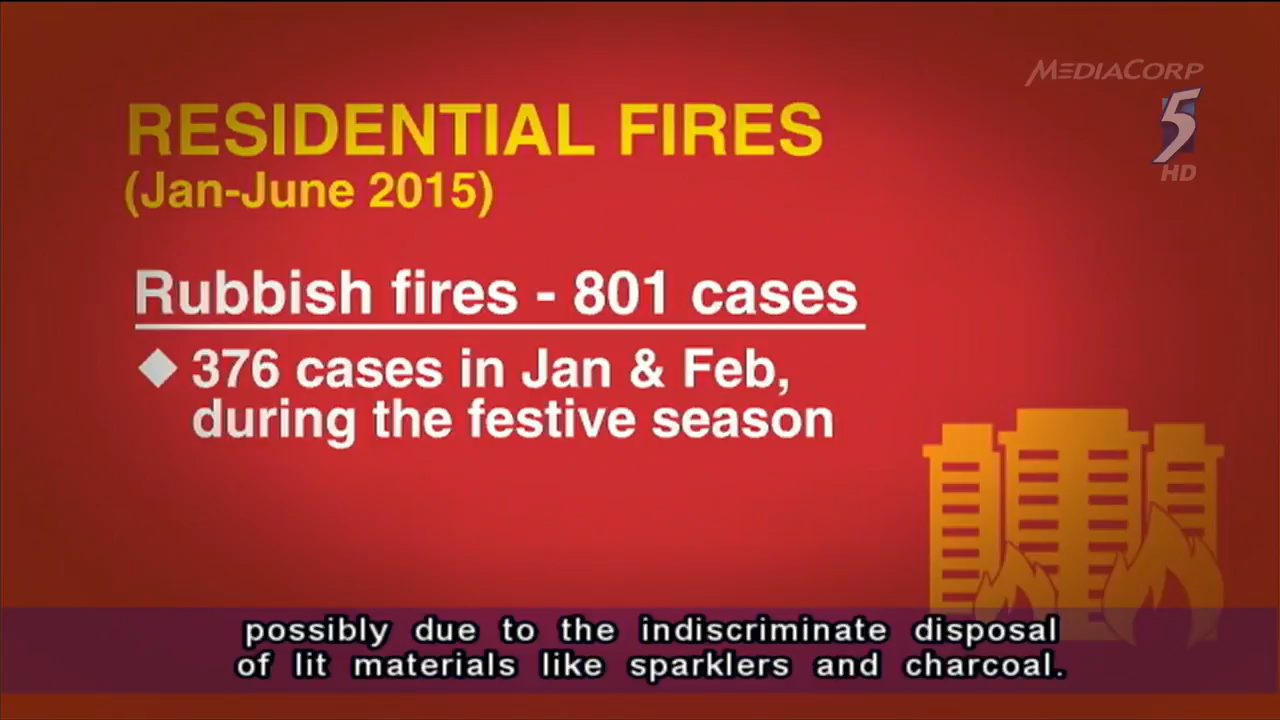 MEDIACORP
5
HD
RESIDENTIAL FIRES
(Jan-June 2015)
Rubbish fires - 801 cases
376 cases in Jan & Feb,
during the festive season
possibly due to the indiscriminate disposal
of lit materials like sparklers and charcoal.